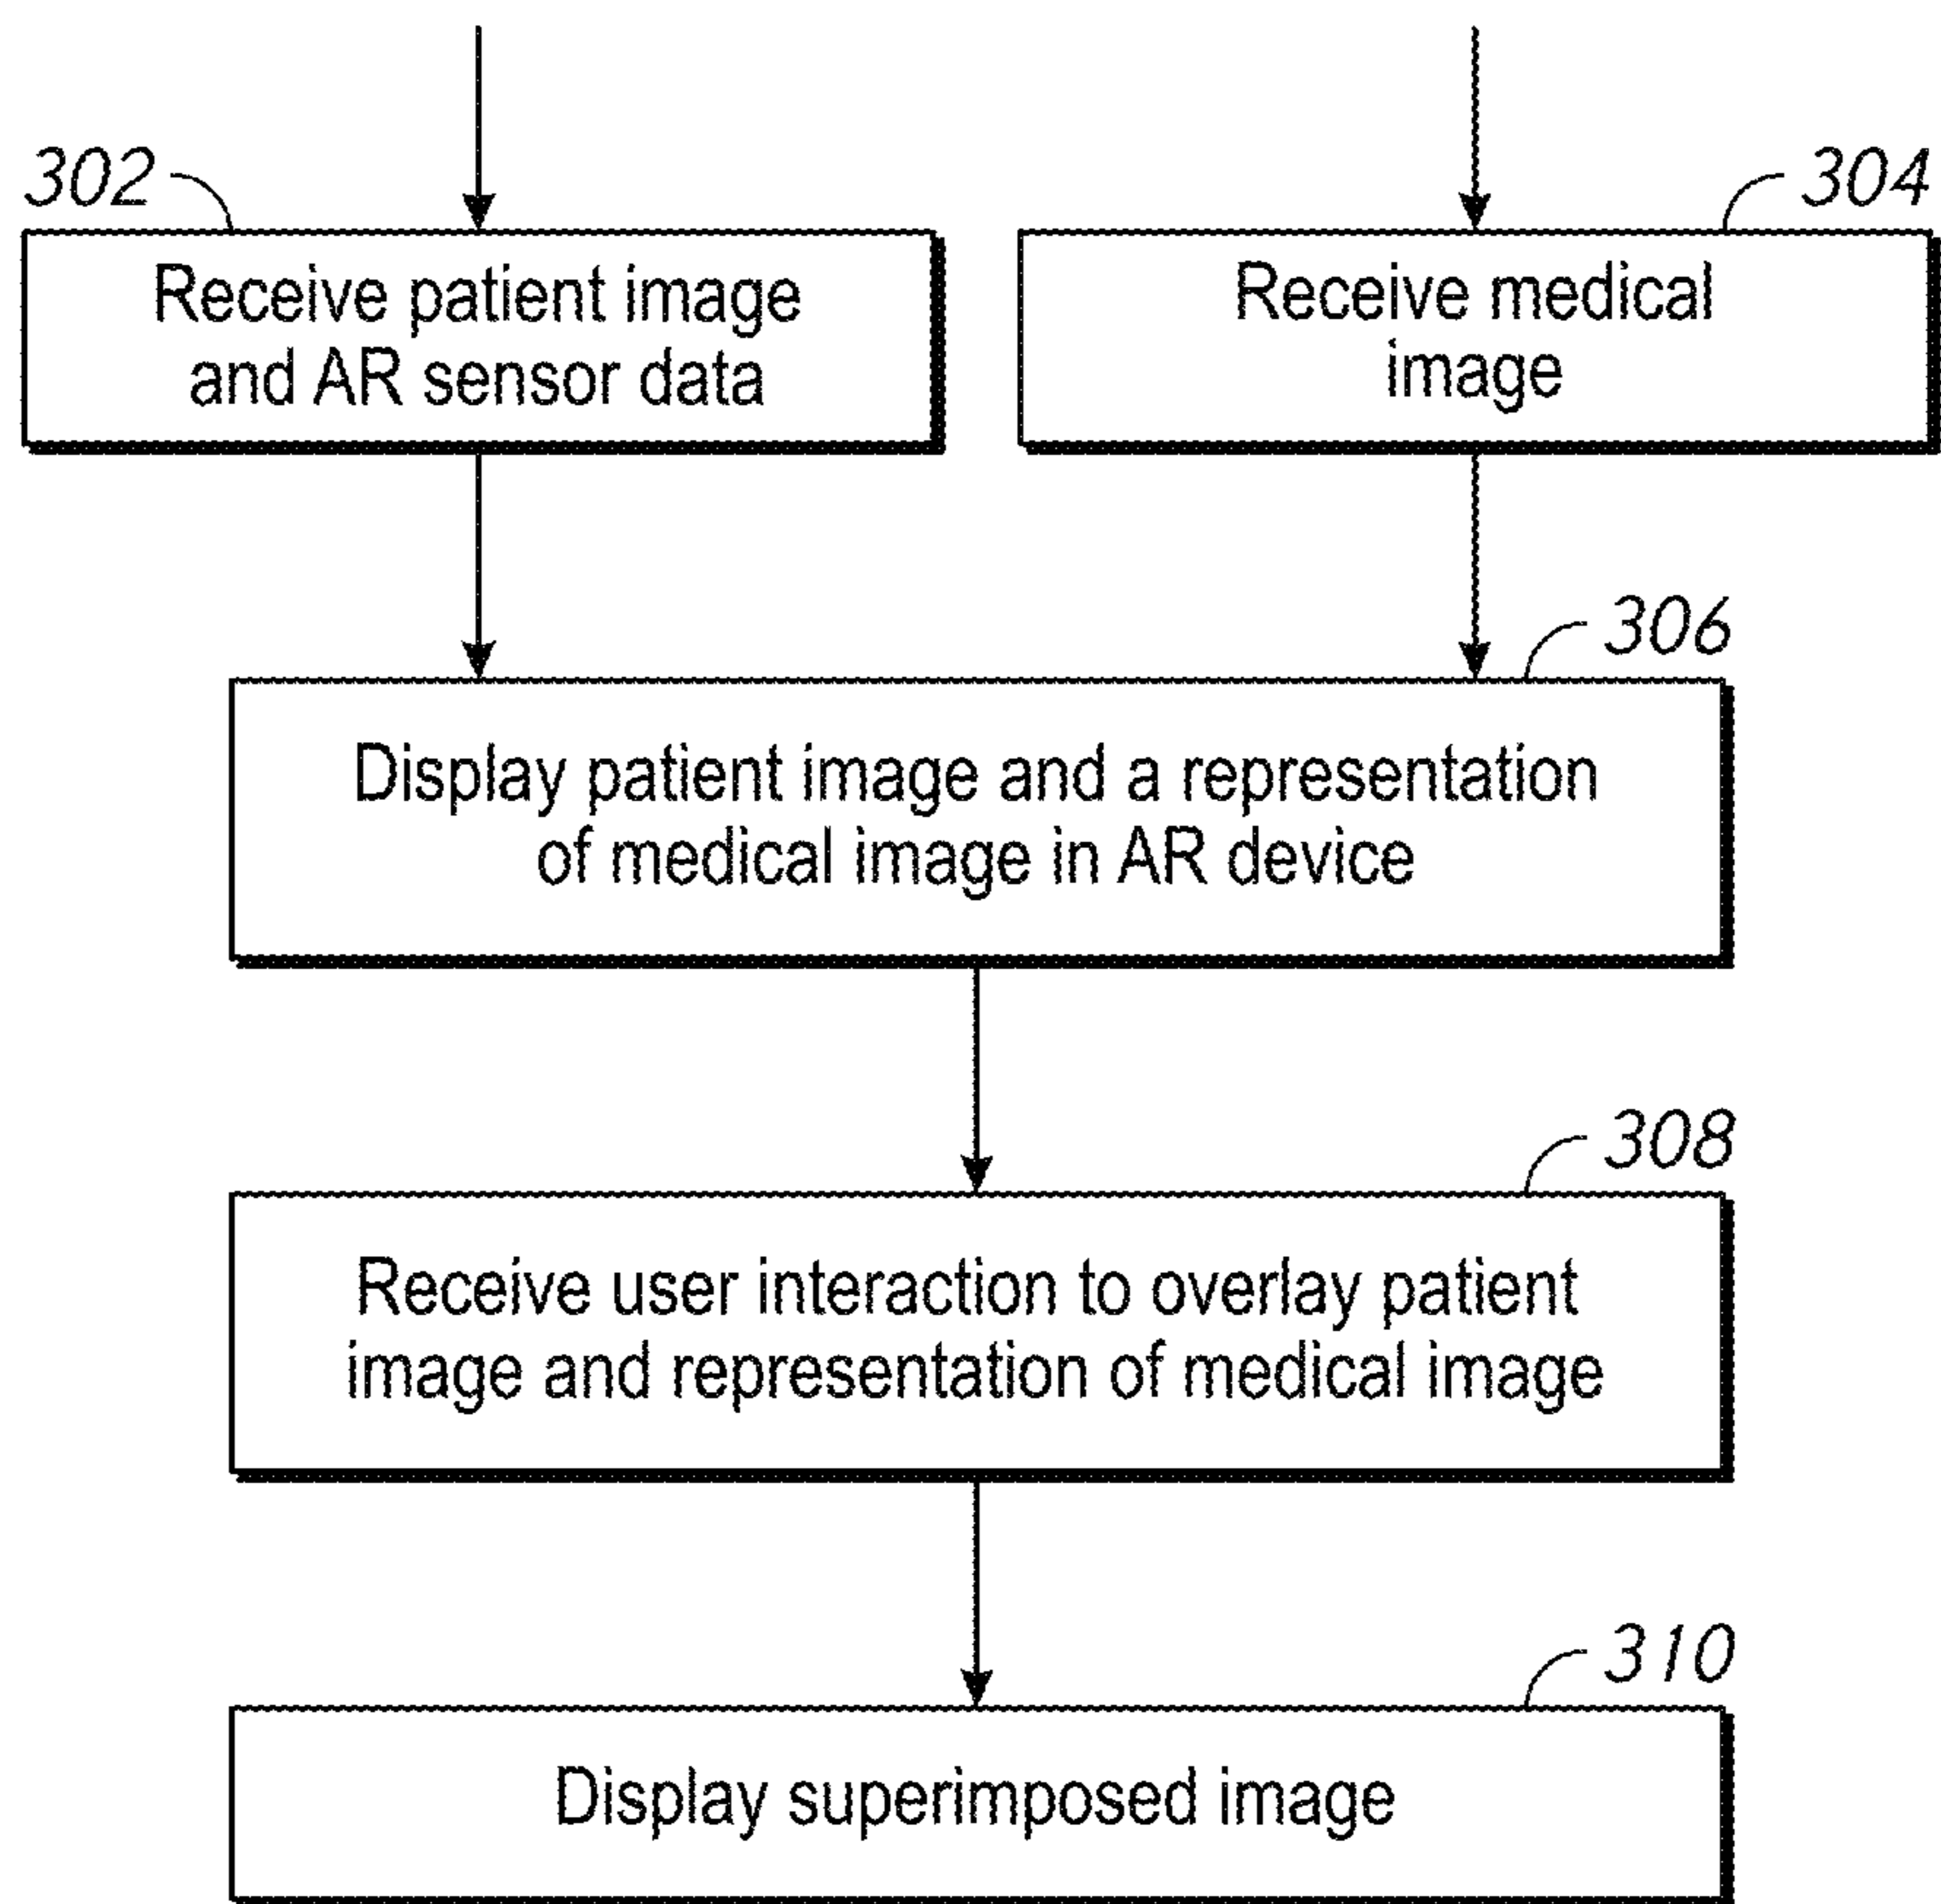 302
304
Receive patient image
and AR sensor data
Receive medical
image
306
Display patient image and a representation
of medical image in AR device
308
Receive user interaction to overlay patient
image and representation of medical image
310
Display superimposed image